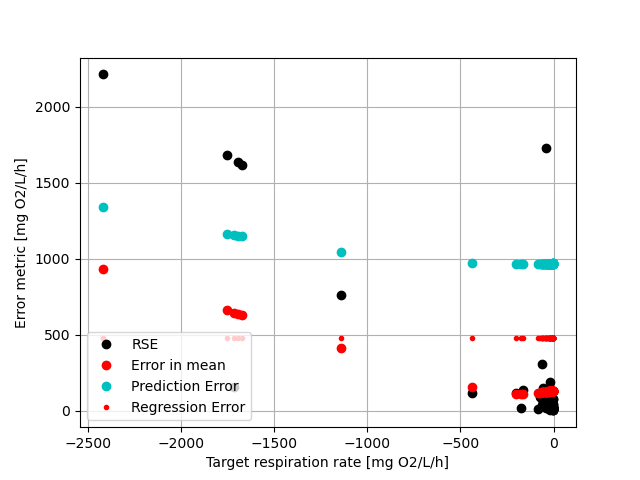 2000
1500
1000
500
0
Error metric [mg O2/L/h]
RSE
Error in mean
Prediction Error
Regression Error
−2500 −2000 −1500 −1000 −500 0
Target respiration rate [mg O2/L/h]